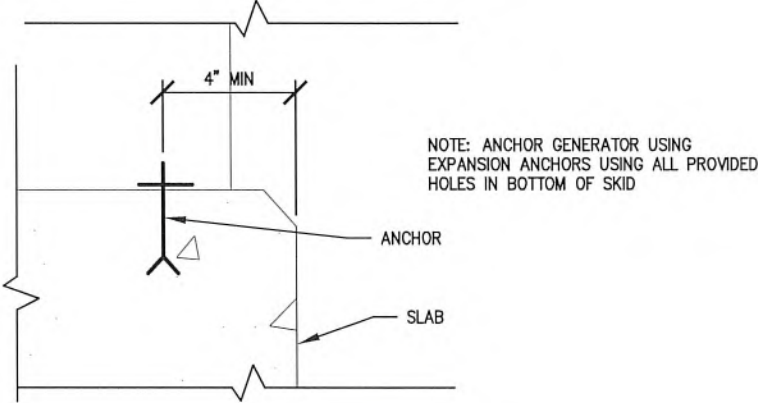 4" MIN
NOTE: ANCHOR GENERATOR USING
EXPANSION ANCHORS USING ALL PROVIDED
HOLES IN BOTTOM OF SKID
ANCHOR
SLAB